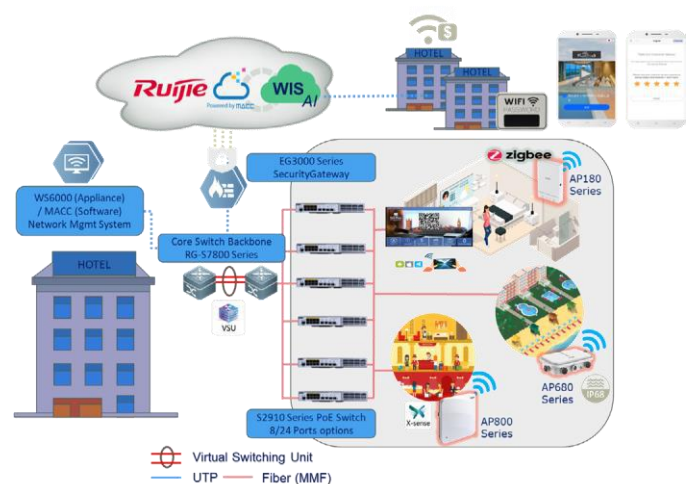 HOTEL
HOTEL
S
Ruijie
Powered by macc
WIS
AI
WIFI
PASSWORD
EG3000 Series
SecurityGateway
zigbee
AP180
Series
WS6000 (Appliance)
/ MACC (Software)
Network Mgmt System
Core Switch Backbone
RG-S7800 Series
HOTEL
VSU
AP680
Series
IP68
X-sense
AP800
Series
S2910 Series PoE Switch
8/24 Ports options
Virtual Switching Unit
UTP
Fiber (MMF)